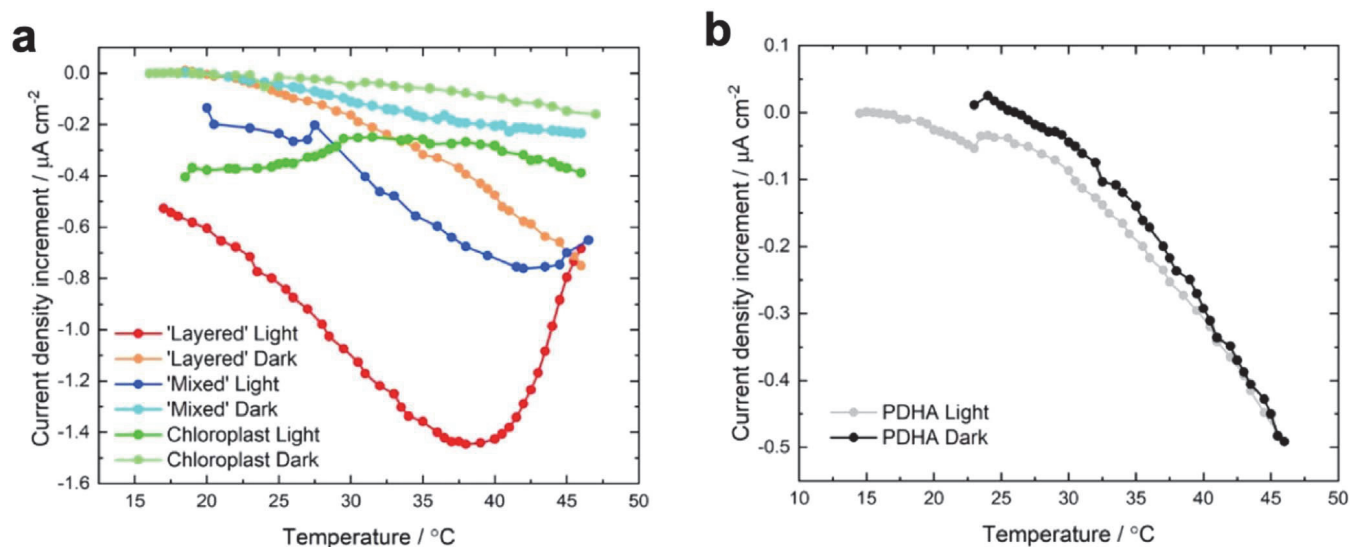 a
0.0
-0.2
-0.4
-0.6
-0.8
-1.0
-1.2
-1.4
-1.6
Current density increment / μA cm-2
'Layered' Light
'Layered' Dark
'Mixed' Light
'Mixed' Dark
Chloroplast Light
Chloroplast Dark
15 20 25 30 35 40 45 50
Temperature / °C
b
0.1
0.0
-0.1
-0.2
-0.3
-0.4
-0.5
Current density increment / μA cm-2
PDHA Light
PDHA Dark
10 15 20 25 30 35 40 45 50
Temperature / °C